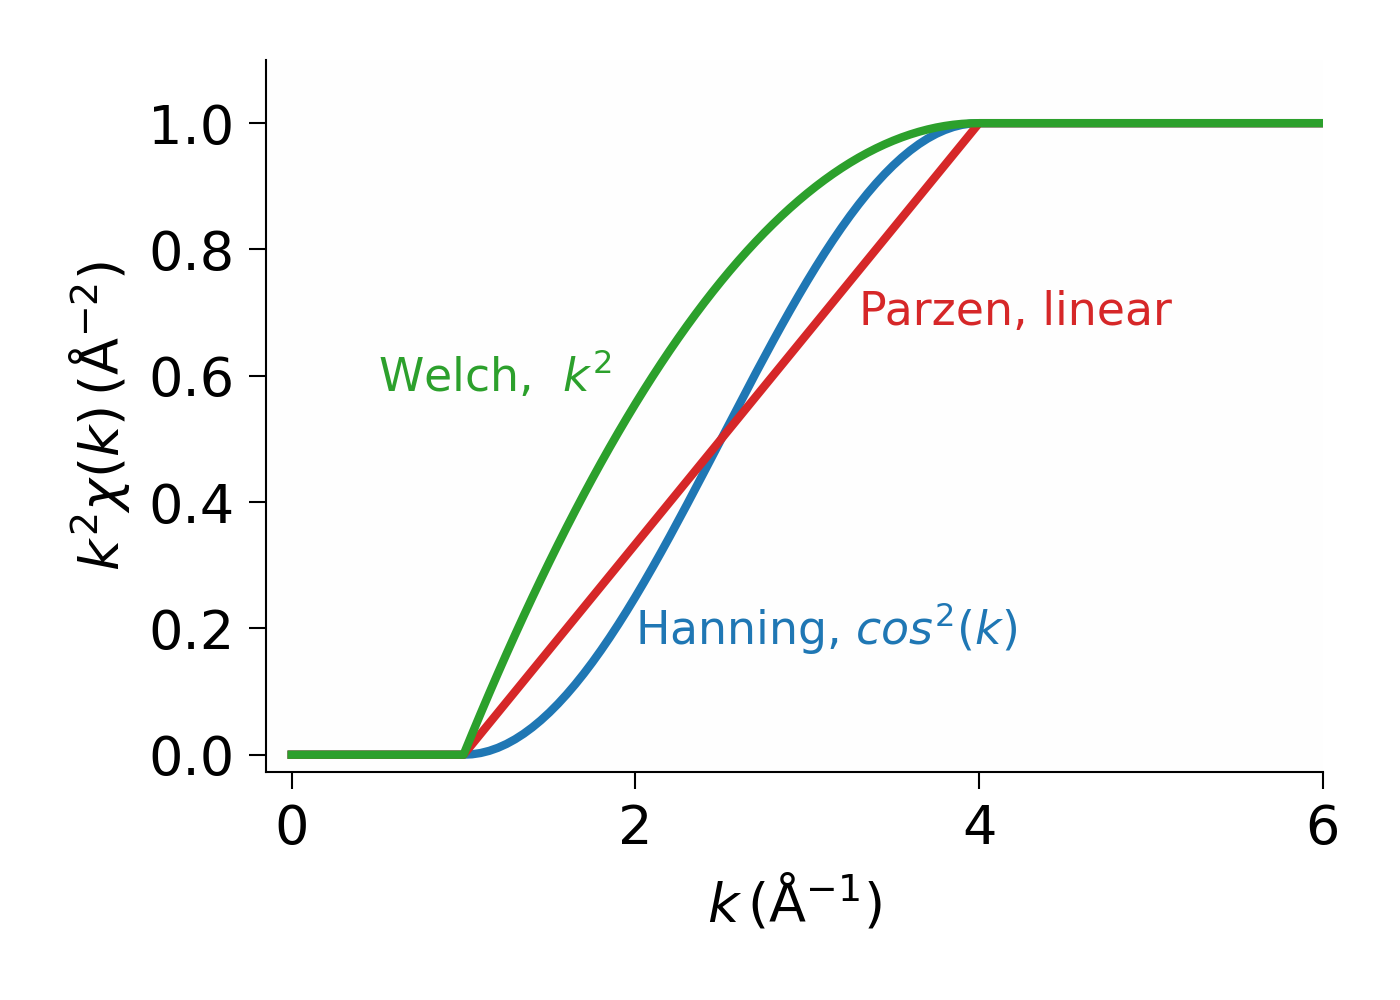 1.0
0.8
0.6
0.4
0.2
0.0
k²χ(k) (Å⁻²)
Welch, k²
Parzen, linear
Hanning, cos²(k)
0 2 4 6
k (Å⁻¹)